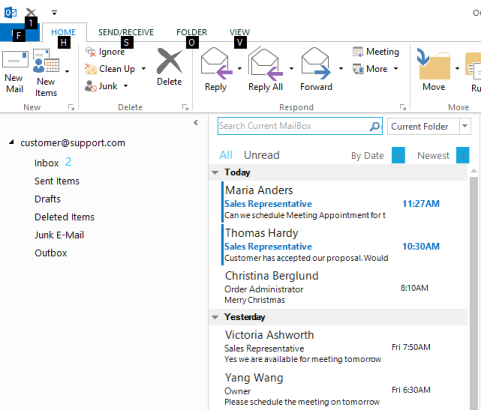 1
F
HOME
SEND/RECEIVE
FOLDER
VIEW
H
S
O
V
New
Mail
New
Items
Ignore
Clean Up
Junk
Delete
Reply
Reply All
Forward
Meeting
More
Move
New
Delete
Respond
Move
customer@support.com
Inbox 2
Sent Items
Drafts
Deleted Items
Junk E-Mail
Outbox
Search Current MailBox
Current Folder
All Unread By Date Newest
Today
Maria Anders
Sales Representative 11:27AM
Can we schedule Meeting Appointment for t
Thomas Hardy
Sales Representative 10:30AM
Customer has accepted our proposal. Would
Christina Berglund
Order Administrator 8:10AM
Merry Christmas
Yesterday
Victoria Ashworth
Sales Representative Fri 7:50AM
Yes we are available for meeting tomorrow
Yang Wang
Owner Fri 6:30AM
Please schedule the meeting on tomorrow